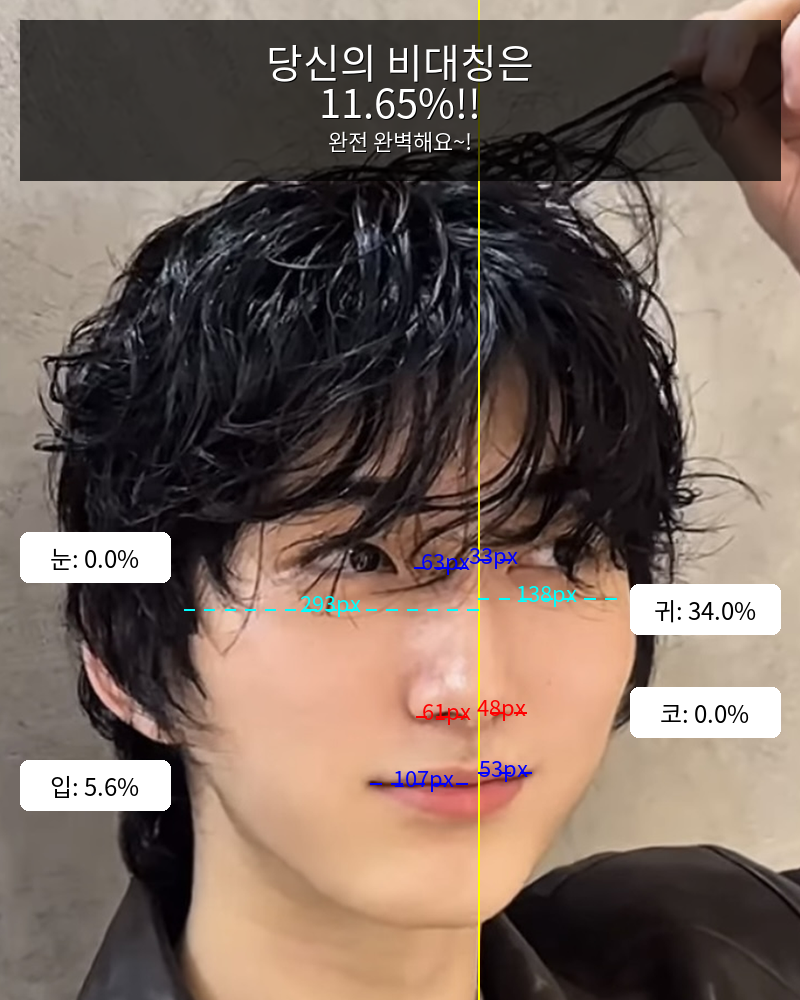 당신의 비대칭은
11.65%!!
완전 완벽해요~!
눈: 0.0%
63px
33px
293px
138px
귀: 34.0%
61px
48px
코: 0.0%
107px
53px
입: 5.6%